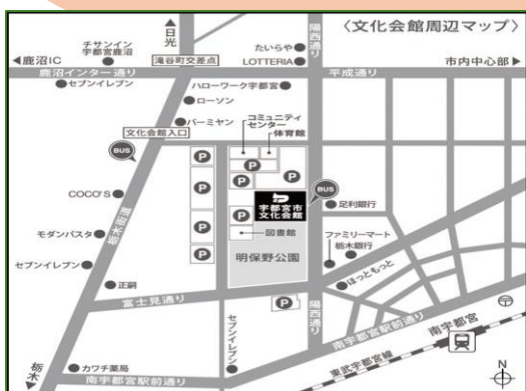 〈文化会館周辺マップ〉
▲日光
陽西通り
チサンイン
宇都宮鹿沼
たいらや
◀鹿沼IC
滝谷町交差点
LOTTERIA
市内中心部▶
鹿沼インター通り
平成通り
セブンイレブン
ハローワーク宇都宮
ローソン
コミュニティ
センター
バーミヤン
体育館
文化会館入口
P
P
P
BUS
P
P
P
BUS
COCO'S
宇都宮市
文化会館
足利銀行
P
P
栃木街道
図書館
ファミリーマート
モダンパスタ
栃木銀行
P
セブンイレブン
明保野公園
ほっともっと
正嗣
富士見通り
P
陽西通り
セブンイレブン
南宇都宮駅前通り
南宇都宮
カワチ薬局
東武宇都宮線
栃木▼
南宇都宮駅前通り
N